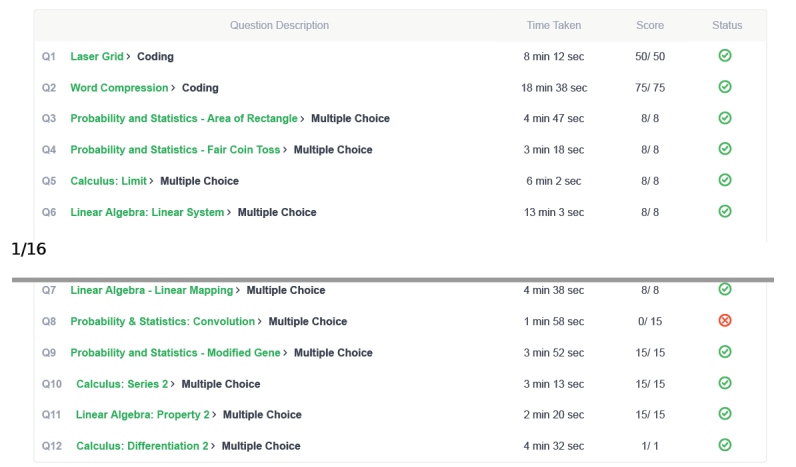 Question Description Time Taken Score Status
Q1 Laser Grid > Coding 8 min 12 sec 50/ 50
Q2 Word Compression > Coding 18 min 38 sec 75/ 75
Q3 Probability and Statistics - Area of Rectangle > Multiple Choice 4 min 47 sec 8/ 8
Q4 Probability and Statistics - Fair Coin Toss > Multiple Choice 3 min 18 sec 8/ 8
Q5 Calculus: Limit > Multiple Choice 6 min 2 sec 8/ 8
Q6 Linear Algebra: Linear System > Multiple Choice 13 min 3 sec 8/ 8
1/16
Q7 Linear Algebra - Linear Mapping > Multiple Choice 4 min 38 sec 8/ 8
Q8 Probability & Statistics: Convolution > Multiple Choice 1 min 58 sec 0/ 15
Q9 Probability and Statistics - Modified Gene > Multiple Choice 3 min 52 sec 15/ 15
Q10 Calculus: Series 2 > Multiple Choice 3 min 13 sec 15/ 15
Q11 Linear Algebra: Property 2 > Multiple Choice 2 min 20 sec 15/ 15
Q12 Calculus: Differentiation 2 > Multiple Choice 4 min 32 sec 1/ 1